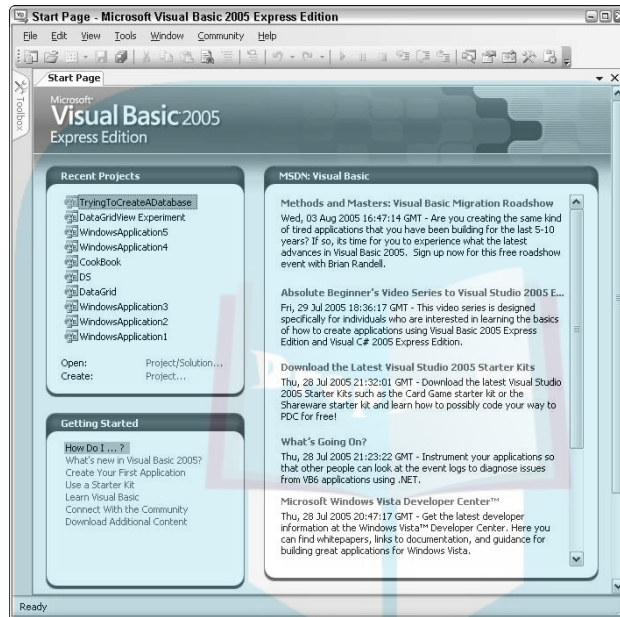 Start Page - Microsoft Visual Basic 2005 Express Edition
File Edit View Tools Window Community Help
Toolbox
Start Page
Microsoft
Visual Basic 2005
Express Edition
Recent Projects
TryingToCreateADatabase
DataGridView Experiment
WindowsApplication5
WindowsApplication4
CookBook
DS
DataGrid
WindowsApplication3
WindowsApplication2
WindowsApplication1
Open: Project/Solution...
Create: Project...
Getting Started
How Do I ... ?
What's new in Visual Basic 2005?
Create Your First Application
Use a Starter Kit
Learn Visual Basic
Connect With the Community
Download Additional Content
MSDN: Visual Basic
Methods and Masters: Visual Basic Migration Roadshow
Wed, 03 Aug 2005 16:47:14 GMT - Are you creating the same kind
of tired applications that you have been building for the last 5-10
years? If so, its time for you to experience what the latest
advances in Visual Basic 2005. Sign up now for this free roadshow
event with Brian Randell.
Absolute Beginner's Video Series to Visual Studio 2005 E...
Fri, 29 Jul 2005 18:36:17 GMT - This video series is designed
specifically for individuals who are interested in learning the basics
of how to create applications using Visual Basic 2005 Express
Edition and Visual C# 2005 Express Edition.
Download the Latest Visual Studio 2005 Starter Kits
Thu, 28 Jul 2005 21:32:01 GMT - Download the latest Visual Studio
2005 Starter Kits such as the Card Game starter kit or the
Shareware starter kit and learn how to possibly code your way to
PDC for free!
What's Going On?
Thu, 28 Jul 2005 21:23:22 GMT - Instrument your applications so
that other people can look at the event logs to diagnose issues
from VB6 applications using .NET.
Microsoft Windows Vista Developer Center™
Thu, 28 Jul 2005 20:47:17 GMT - Get the latest developer
information at the Windows Vista™ Developer Center. Here you
can find whitepapers, links to documentation, and guidance for
building great applications for Windows Vista.
Ready